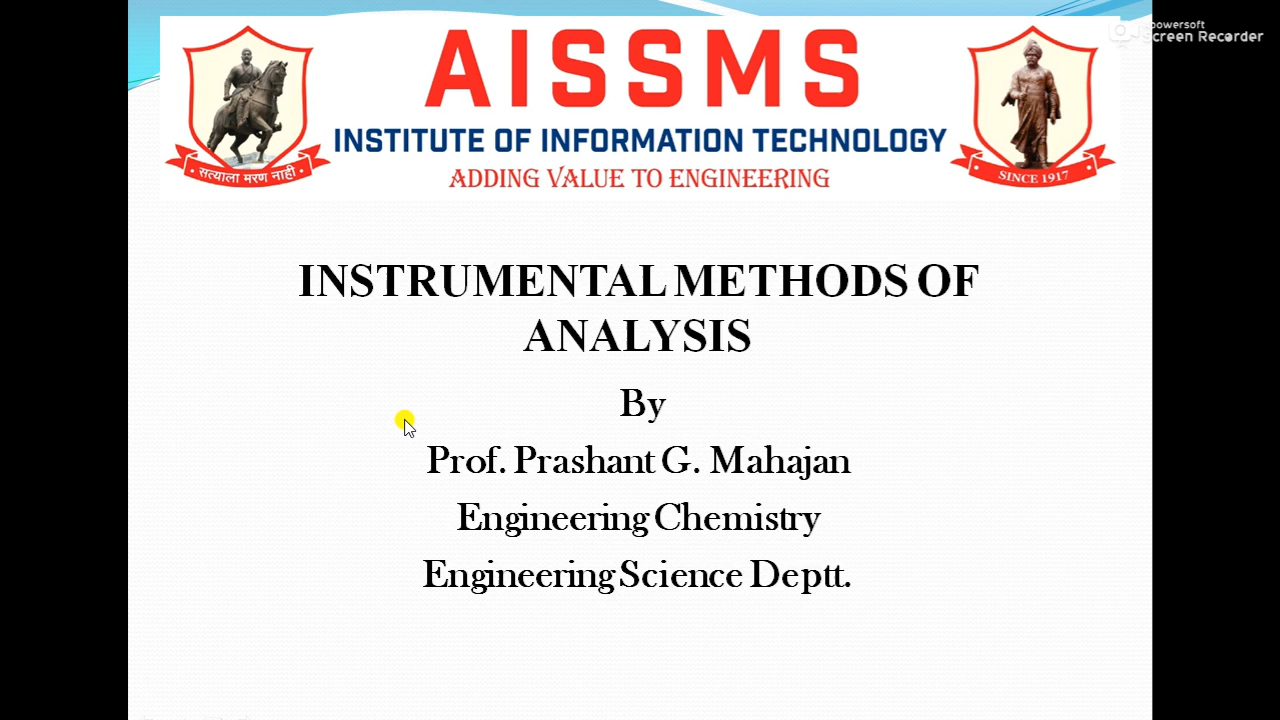 AISSMS
INSTITUTE OF INFORMATION TECHNOLOGY
ADDING VALUE TO ENGINEERING
सत्याला मरण नाही
SINCE 1917
INSTRUMENTAL METHODS OF
ANALYSIS
By
Prof. Prashant G. Mahajan
Engineering Chemistry
Engineering Science Deptt.
Screen Recorder